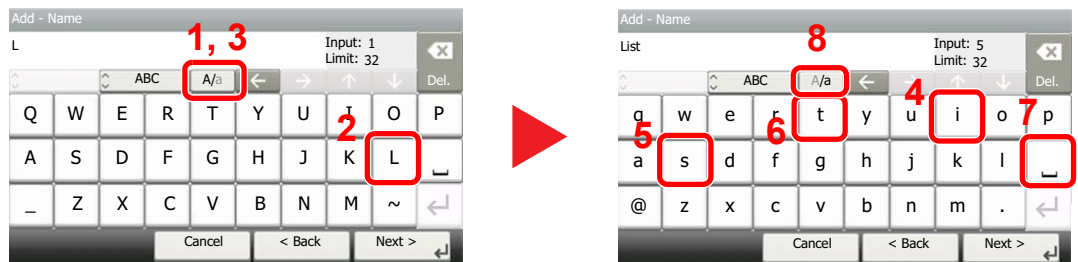 Add - Name
L
Input: 1
Limit: 32
1, 3
ABC
A/a
Del.
Q W E R T Y U I O P
2
A S D F G H J K L
_ Z X C V B N M ~
Cancel
< Back
Next >
Add - Name
List
Input: 5
Limit: 32
8
ABC
A/a
Del.
4
7
q w e r t y u i o p
5
6
a s d f g h j k l
@ z x c v b n m .
Cancel
< Back
Next >